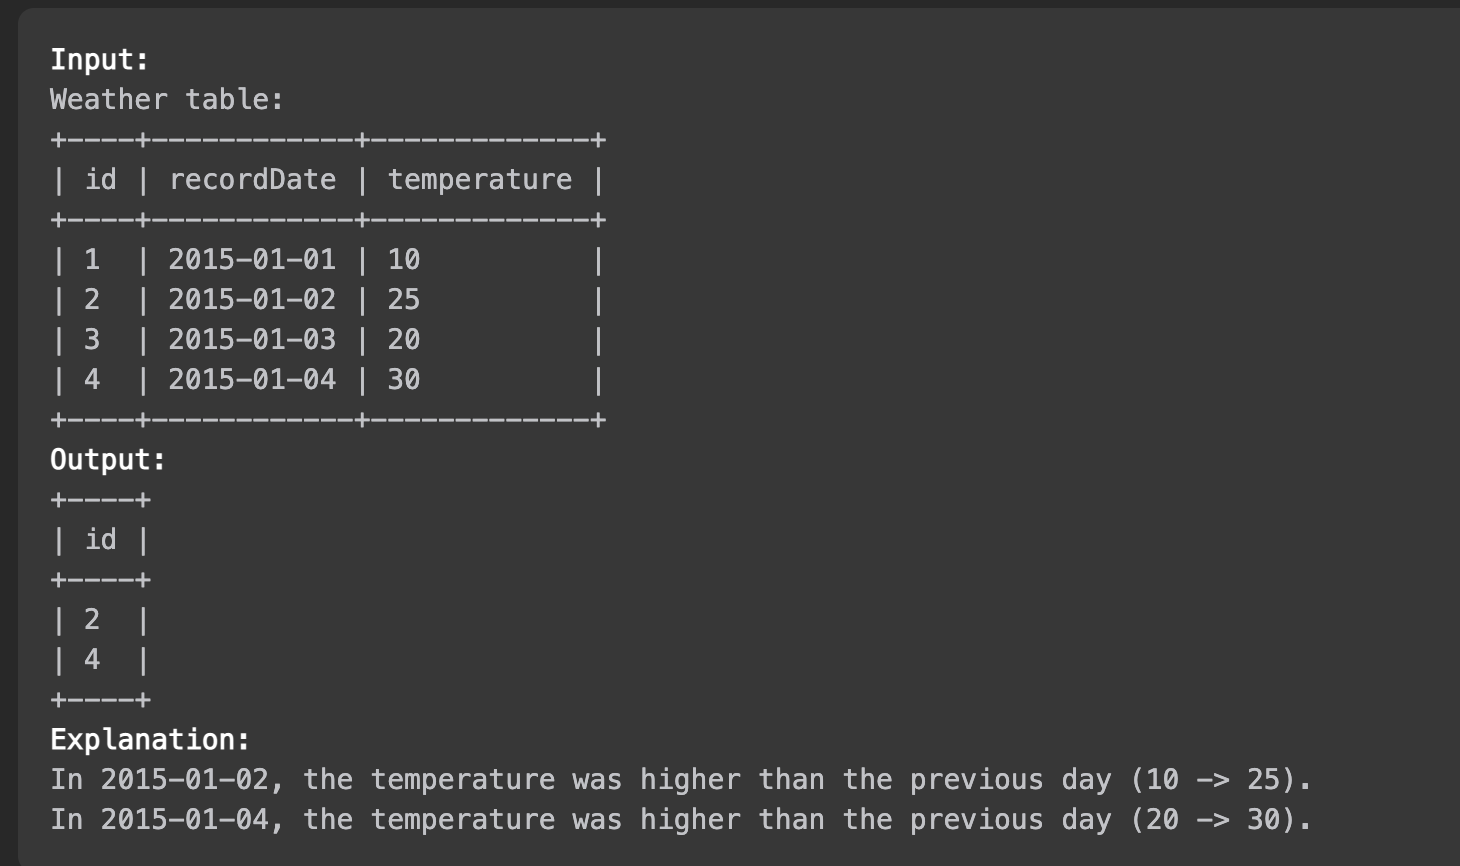 Input:
Weather table:
+----+------------+-------------+
| id | recordDate | temperature |
+----+------------+-------------+
| 1  | 2015-01-01 | 10          |
| 2  | 2015-01-02 | 25          |
| 3  | 2015-01-03 | 20          |
| 4  | 2015-01-04 | 30          |
+----+------------+-------------+
Output:
+----+
| id |
+----+
| 2  |
| 4  |
+----+
Explanation:
In 2015-01-02, the temperature was higher than the previous day (10 -> 25).
In 2015-01-04, the temperature was higher than the previous day (20 -> 30).